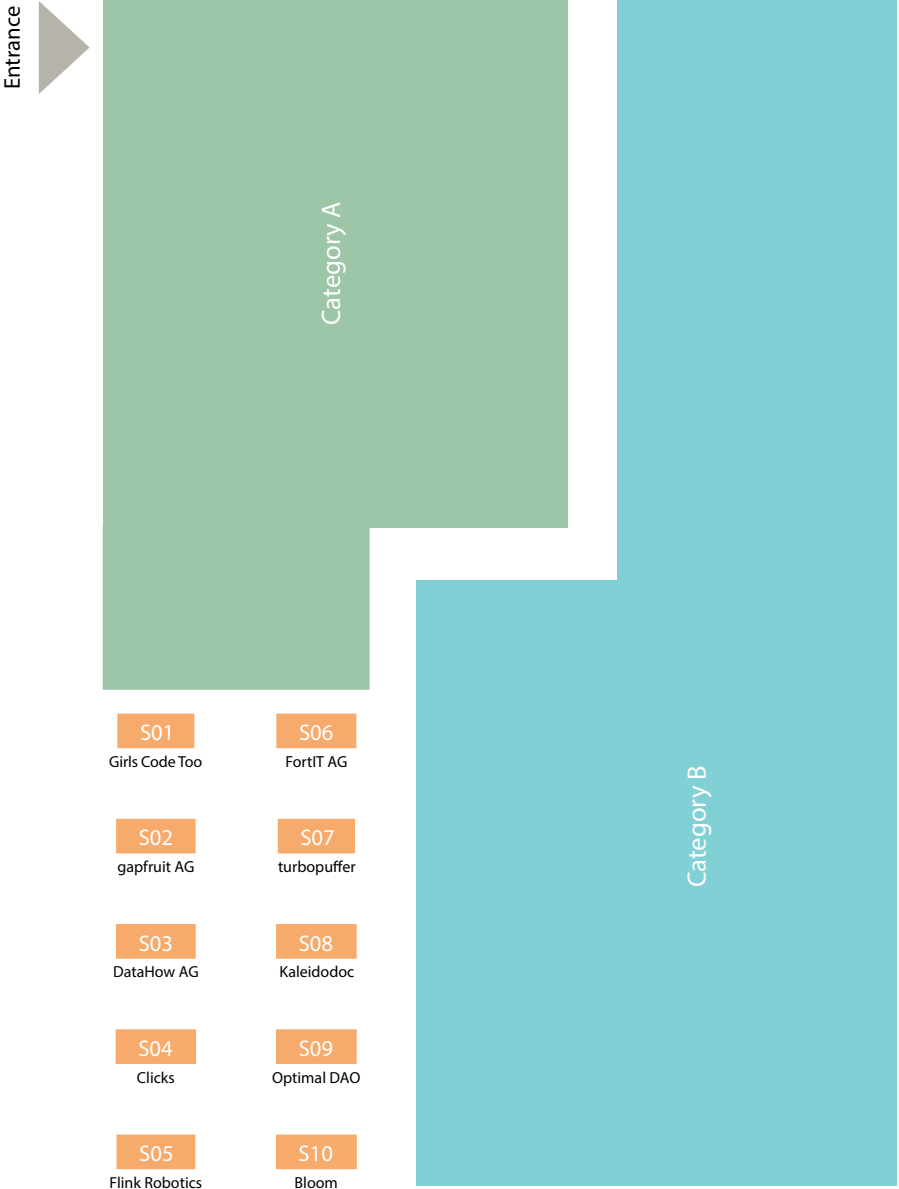 Entrance
Category A
S01
Girls Code Too
S06
FortIT AG
S02
gapfruit AG
S07
turbopuffer
S03
DataHow AG
S08
Kaleidodoc
S04
Clicks
S09
Optimal DAO
S05
Flink Robotics
S10
Bloom
Category B